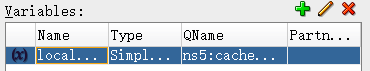 Variables:
Name Type QName Partn...
(x) local... Simpl... ns5:cache...